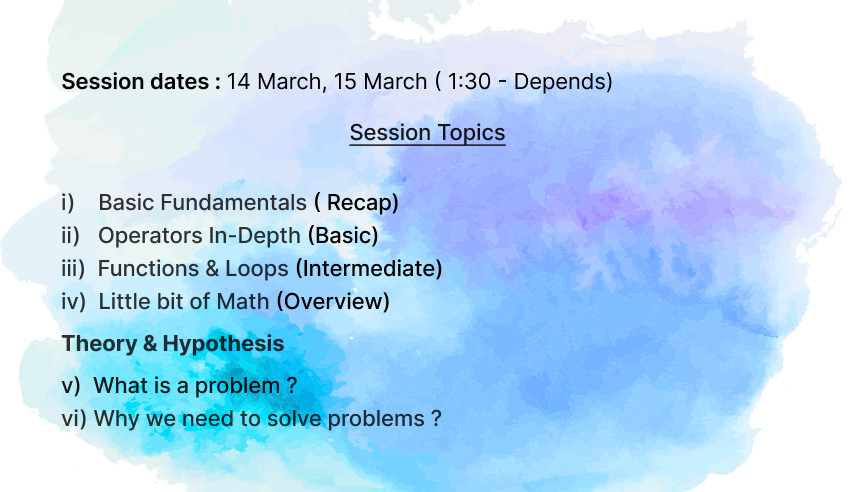 Session dates : 14 March, 15 March ( 1:30 - Depends)
Session Topics
i) Basic Fundamentals ( Recap)
ii) Operators In-Depth (Basic)
iii) Functions & Loops (Intermediate)
iv) Little bit of Math (Overview)
Theory & Hypothesis
v) What is a problem ?
vi) Why we need to solve problems ?